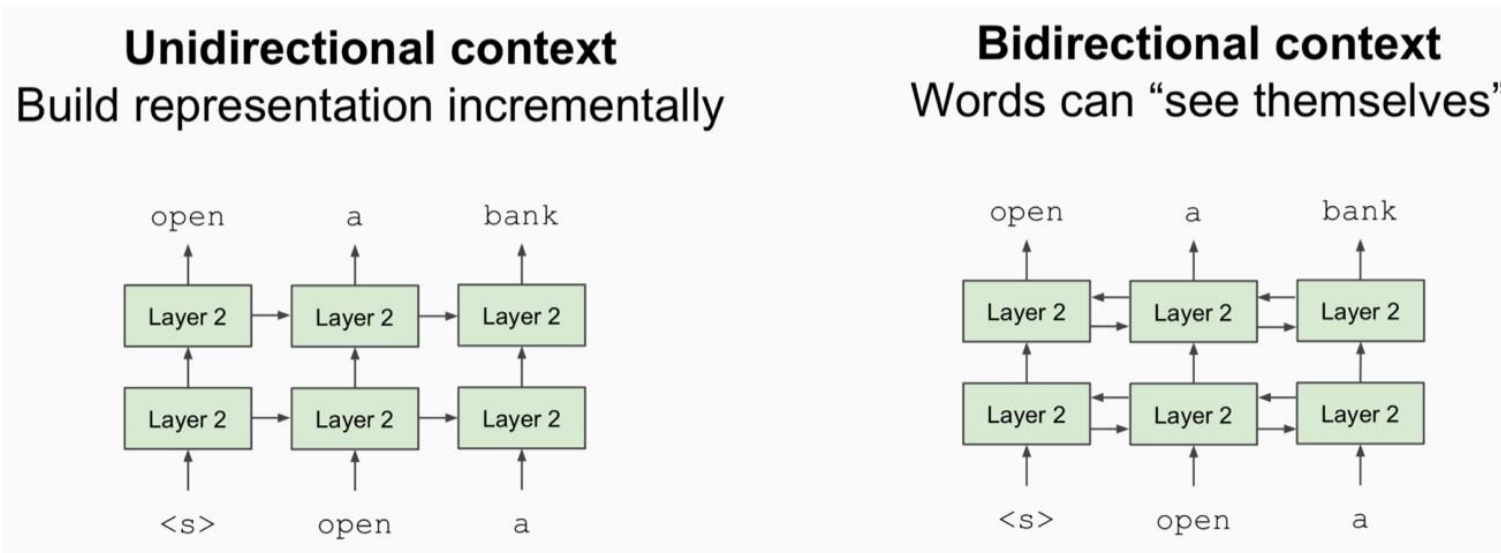 Unidirectional context
Build representation incrementally
open a bank
Layer 2 Layer 2 Layer 2
Layer 2 Layer 2 Layer 2
<s> open a
Bidirectional context
Words can “see themselves”
open a bank
Layer 2 Layer 2 Layer 2
Layer 2 Layer 2 Layer 2
<s> open a